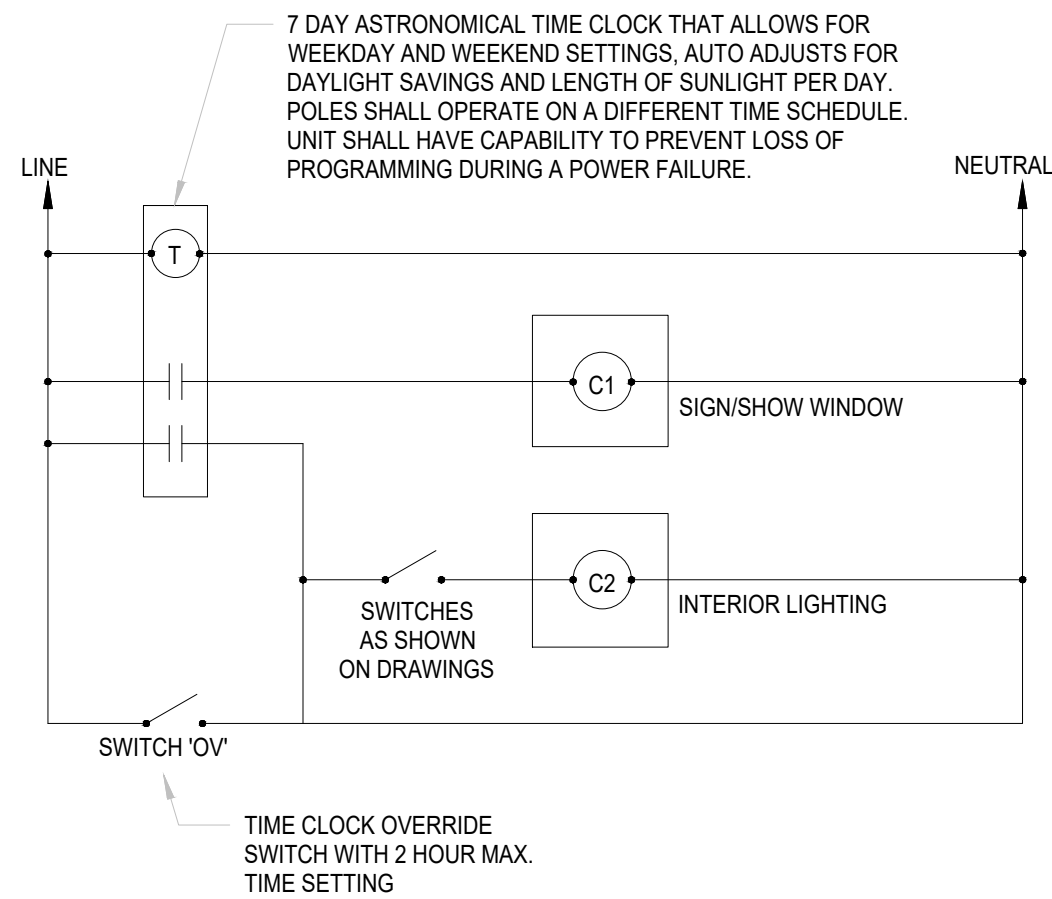 7 DAY ASTRONOMICAL TIME CLOCK THAT ALLOWS FOR
WEEKDAY AND WEEKEND SETTINGS, AUTO ADJUSTS FOR
DAYLIGHT SAVINGS AND LENGTH OF SUNLIGHT PER DAY.
POLES SHALL OPERATE ON A DIFFERENT TIME SCHEDULE.
UNIT SHALL HAVE CAPABILITY TO PREVENT LOSS OF
PROGRAMMING DURING A POWER FAILURE.
LINE
NEUTRAL
T
C1
SIGN/SHOW WINDOW
C2
INTERIOR LIGHTING
SWITCHES
AS SHOWN
ON DRAWINGS
SWITCH 'OV'
TIME CLOCK OVERRIDE
SWITCH WITH 2 HOUR MAX.
TIME SETTING